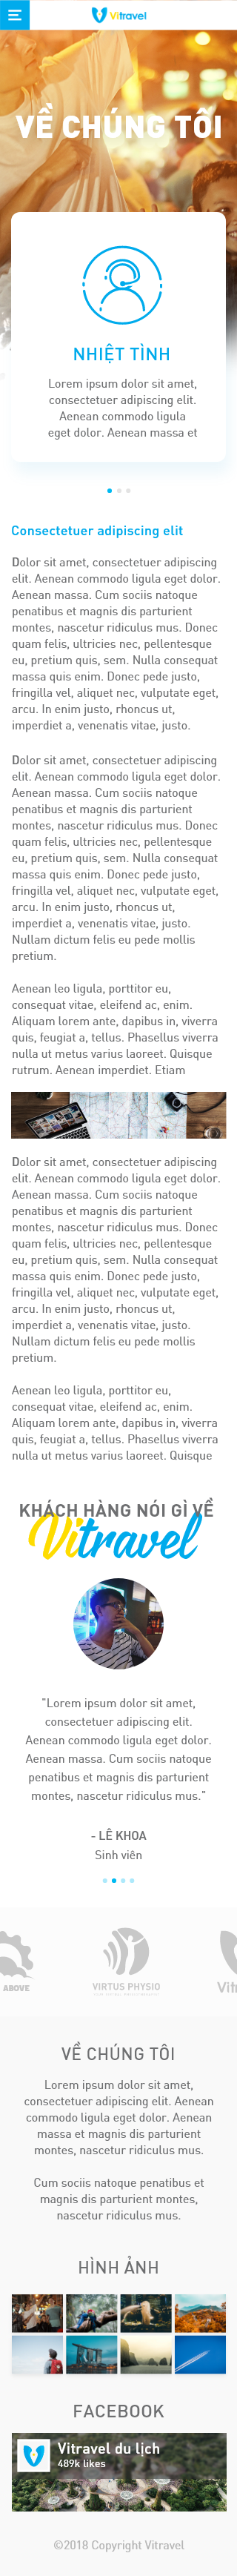 Vitravel
VỀ CHÚNG TÔI
NHIỆT TÌNH
Lorem ipsum dolor sit amet,
consectetuer adipiscing elit.
Aenean commodo ligula
eget dolor. Aenean massa et
Consectetuer adipiscing elit
Dolor sit amet, consectetuer adipiscing
elit. Aenean commodo ligula eget dolor.
Aenean massa. Cum sociis natoque
penatibus et magnis dis parturient
montes, nascetur ridiculus mus. Donec
quam felis, ultricies nec, pellentesque
eu, pretium quis, sem. Nulla consequat
massa quis enim. Donec pede justo,
fringilla vel, aliquet nec, vulputate eget,
arcu. In enim justo, rhoncus ut,
imperdiet a, venenatis vitae, justo.
Dolor sit amet, consectetuer adipiscing
elit. Aenean commodo ligula eget dolor.
Aenean massa. Cum sociis natoque
penatibus et magnis dis parturient
montes, nascetur ridiculus mus. Donec
quam felis, ultricies nec, pellentesque
eu, pretium quis, sem. Nulla consequat
massa quis enim. Donec pede justo,
fringilla vel, aliquet nec, vulputate eget,
arcu. In enim justo, rhoncus ut,
imperdiet a, venenatis vitae, justo.
Nullam dictum felis eu pede mollis
pretium.
Aenean leo ligula, porttitor eu,
consequat vitae, eleifend ac, enim.
Aliquam lorem ante, dapibus in, viverra
quis, feugiat a, tellus. Phasellus viverra
nulla ut metus varius laoreet. Quisque
rutrum. Aenean imperdiet. Etiam
Dolor sit amet, consectetuer adipiscing
elit. Aenean commodo ligula eget dolor.
Aenean massa. Cum sociis natoque
penatibus et magnis dis parturient
montes, nascetur ridiculus mus. Donec
quam felis, ultricies nec, pellentesque
eu, pretium quis, sem. Nulla consequat
massa quis enim. Donec pede justo,
fringilla vel, aliquet nec, vulputate eget,
arcu. In enim justo, rhoncus ut,
imperdiet a, venenatis vitae, justo.
Nullam dictum felis eu pede mollis
pretium.
Aenean leo ligula, porttitor eu,
consequat vitae, eleifend ac, enim.
Aliquam lorem ante, dapibus in, viverra
quis, feugiat a, tellus. Phasellus viverra
nulla ut metus varius laoreet. Quisque
KHÁCH HÀNG NÓI GÌ VỀ
Vitravel
"Lorem ipsum dolor sit amet,
consectetuer adipiscing elit.
Aenean commodo ligula eget dolor.
Aenean massa. Cum sociis natoque
penatibus et magnis dis parturient
montes, nascetur ridiculus mus."
- LÊ KHOA
Sinh viên
ABOVE
VIRTUS PHYSIO
VỀ CHÚNG TÔI
Lorem ipsum dolor sit amet,
consectetuer adipiscing elit. Aenean
commodo ligula eget dolor. Aenean
massa et magnis dis parturient
montes, nascetur ridiculus mus.
Cum sociis natoque penatibus et
magnis dis parturient montes,
nascetur ridiculus mus.
HÌNH ẢNH
FACEBOOK
Vitravel du lịch
489k likes
©2018 Copyright Vitravel